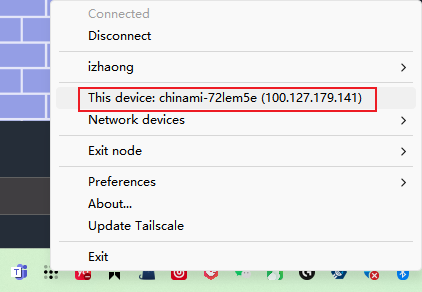 Connected
Disconnect
izhaong
This device: chinami-72lem5e (100.127.179.141)
Network devices
Exit node
Preferences
About...
Update Tailscale
Exit